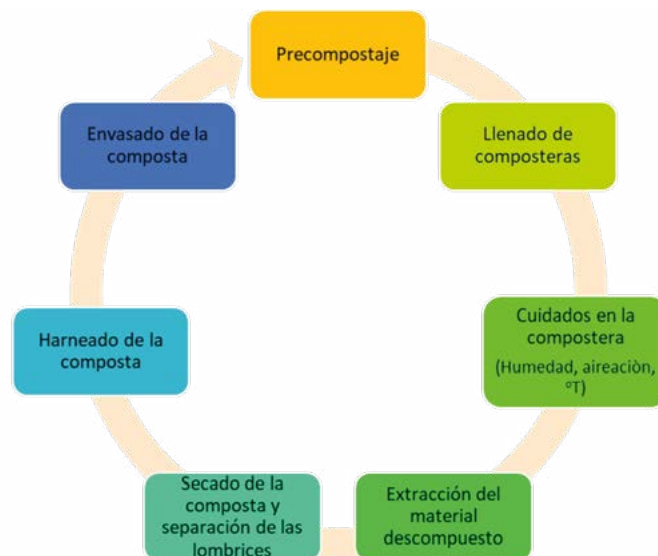 Precompostaje
Llenado de
composteras
Cuidados en la
compostera
(Humedad, aireaciòn,
ºT)
Extracción del
material
descompuesto
Secado de la
composta y
separación de las
lombrices
Harneado de la
composta
Envasado de la
composta